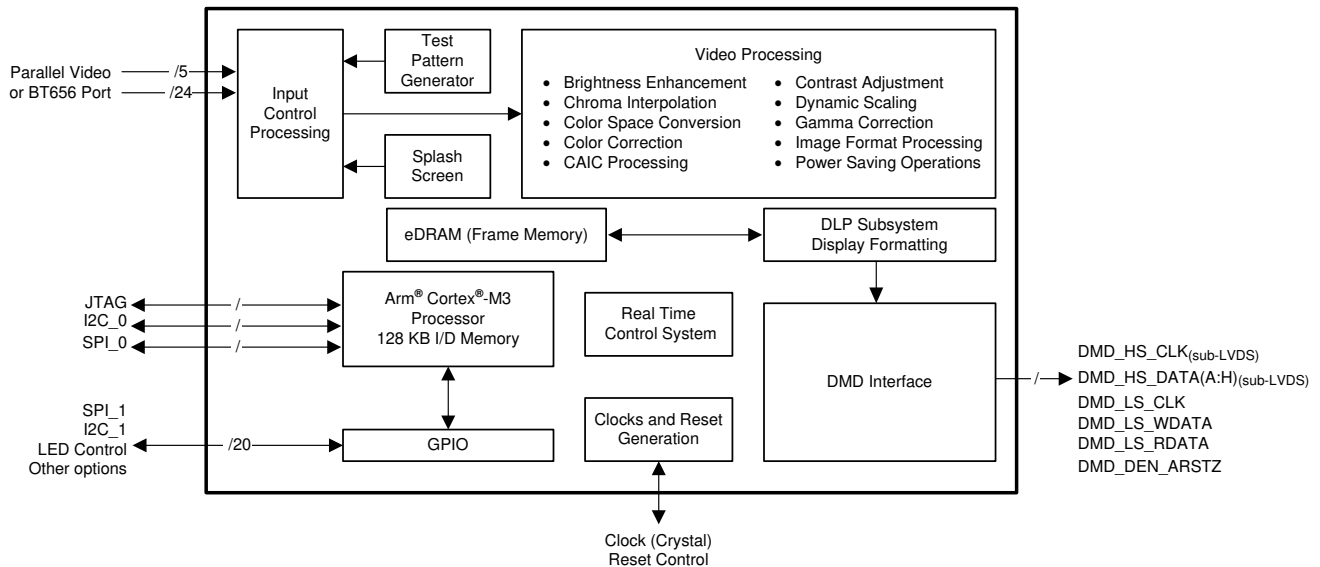 Parallel Video
or BT656 Port
/5
/24
Input
Control
Processing
Test
Pattern
Generator
Splash
Screen
Video Processing
• Brightness Enhancement
• Chroma Interpolation
• Color Space Conversion
• Color Correction
• CAIC Processing
• Contrast Adjustment
• Dynamic Scaling
• Gamma Correction
• Image Format Processing
• Power Saving Operations
eDRAM (Frame Memory)
DLP Subsystem
Display Formatting
JTAG
I2C_0
SPI_0
/
/
/
Arm® Cortex®-M3
Processor
128 KB I/D Memory
Real Time
Control System
DMD Interface
/
DMD_HS_CLK(sub-LVDS)
DMD_HS_DATA(A:H)(sub-LVDS)
DMD_LS_CLK
DMD_LS_WDATA
DMD_LS_RDATA
DMD_DEN_ARSTZ
SPI_1
I2C_1
LED Control
Other options
/20
GPIO
Clocks and Reset
Generation
Clock (Crystal)
Reset Control